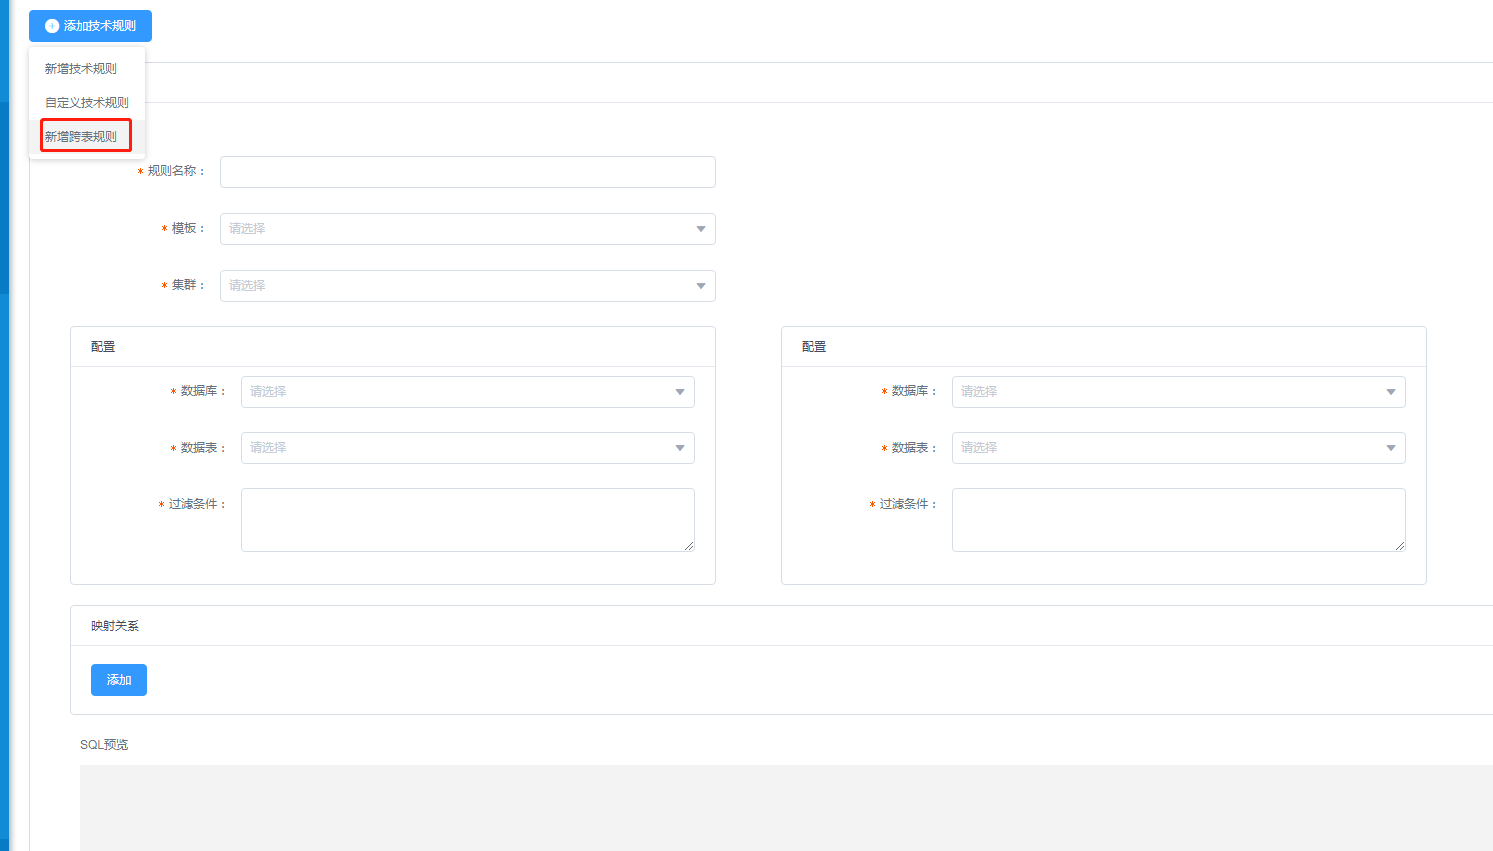 添加技术规则
新增技术规则
自定义技术规则
新增跨表规则
* 规则名称：
* 模板： 请选择
* 集群： 请选择
配置
* 数据库： 请选择
* 数据表： 请选择
* 过滤条件：
配置
* 数据库： 请选择
* 数据表： 请选择
* 过滤条件：
映射关系
添加
SQL预览